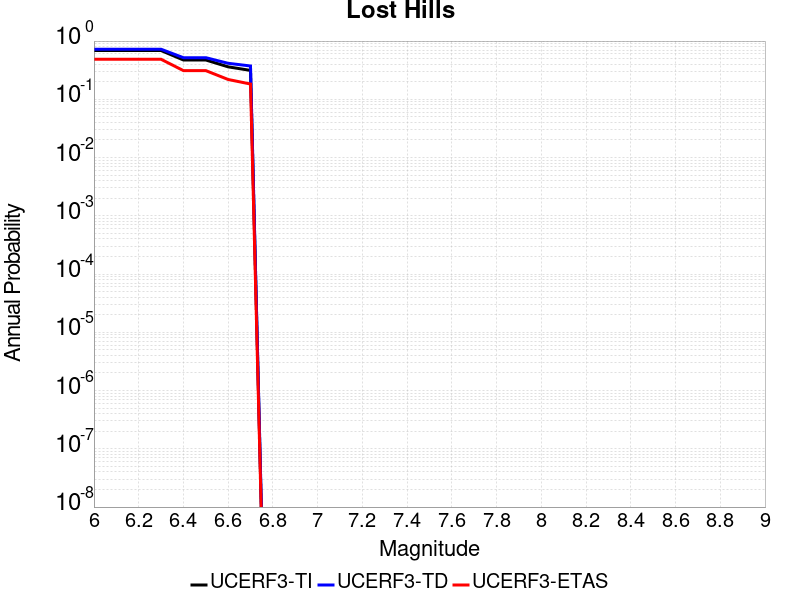 Lost Hills
Annual Probability
10^0
10^-1
10^-2
10^-3
10^-4
10^-5
10^-6
10^-7
10^-8
6 6.2 6.4 6.6 6.8 7 7.2 7.4 7.6 7.8 8 8.2 8.4 8.6 8.8 9
Magnitude
UCERF3-TI UCERF3-TD UCERF3-ETAS